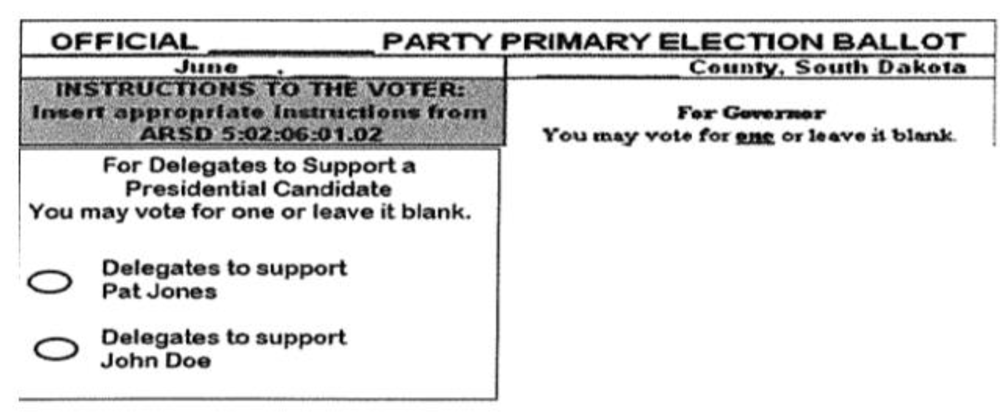 OFFICIAL ____________ PARTY PRIMARY ELECTION BALLOT
June __, ____
____________ County, South Dakota
INSTRUCTIONS TO THE VOTER:
Insert appropriate instructions from
ARSD 5:02:06:01.02
For Governor
You may vote for one or leave it blank.
For Delegates to Support a
Presidential Candidate
You may vote for one or leave it blank.
Delegates to support
Pat Jones
Delegates to support
John Doe